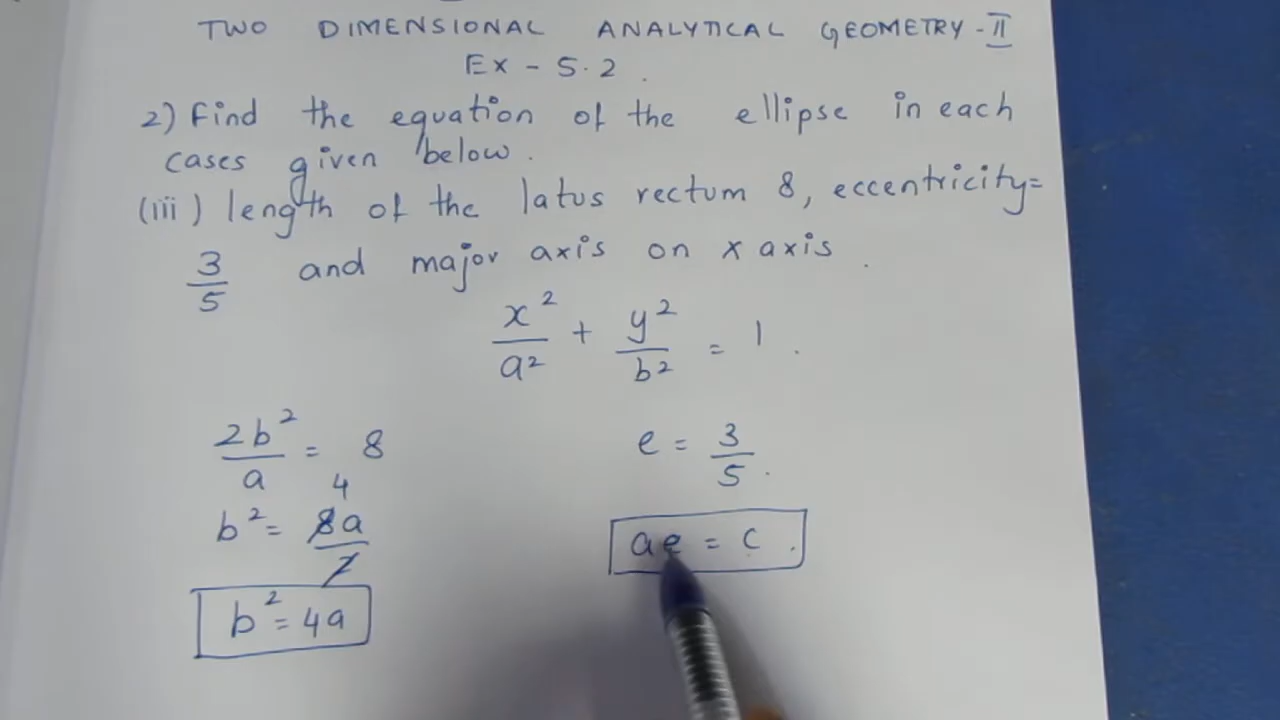 TWO DIMENSIONAL ANALYTICAL GEOMETRY - II
EX - 5.2.
2) Find the equation of the ellipse in each
cases given below.
(iii) length of the latus rectum 8, eccentricity=
3/5 and major axis on x axis.
x²/a² + y²/b² = 1.
2b²/a = 8
e = 3/5.
4
b² = 8a/2
ae = c.
b² = 4a